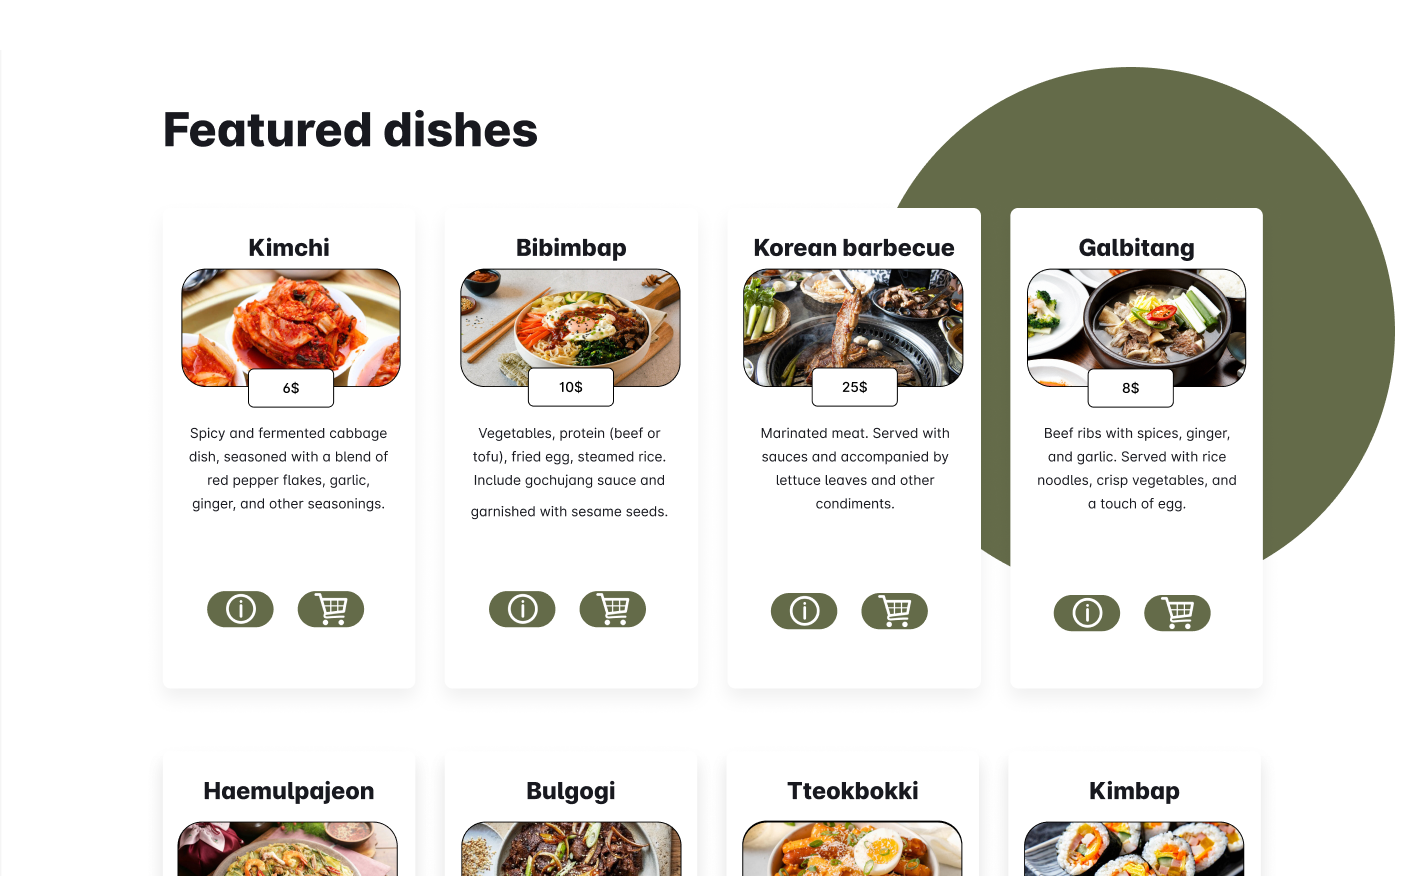 Featured dishes
Kimchi
6$
Spicy and fermented cabbage
dish, seasoned with a blend of
red pepper flakes, garlic,
ginger, and other seasonings.
Bibimbap
10$
Vegetables, protein (beef or
tofu), fried egg, steamed rice.
Include gochujang sauce and
garnished with sesame seeds.
Korean barbecue
25$
Marinated meat. Served with
sauces and accompanied by
lettuce leaves and other
condiments.
Galbitang
8$
Beef ribs with spices, ginger,
and garlic. Served with rice
noodles, crisp vegetables, and
a touch of egg.
Haemulpajeon
Bulgogi
Tteokbokki
Kimbap